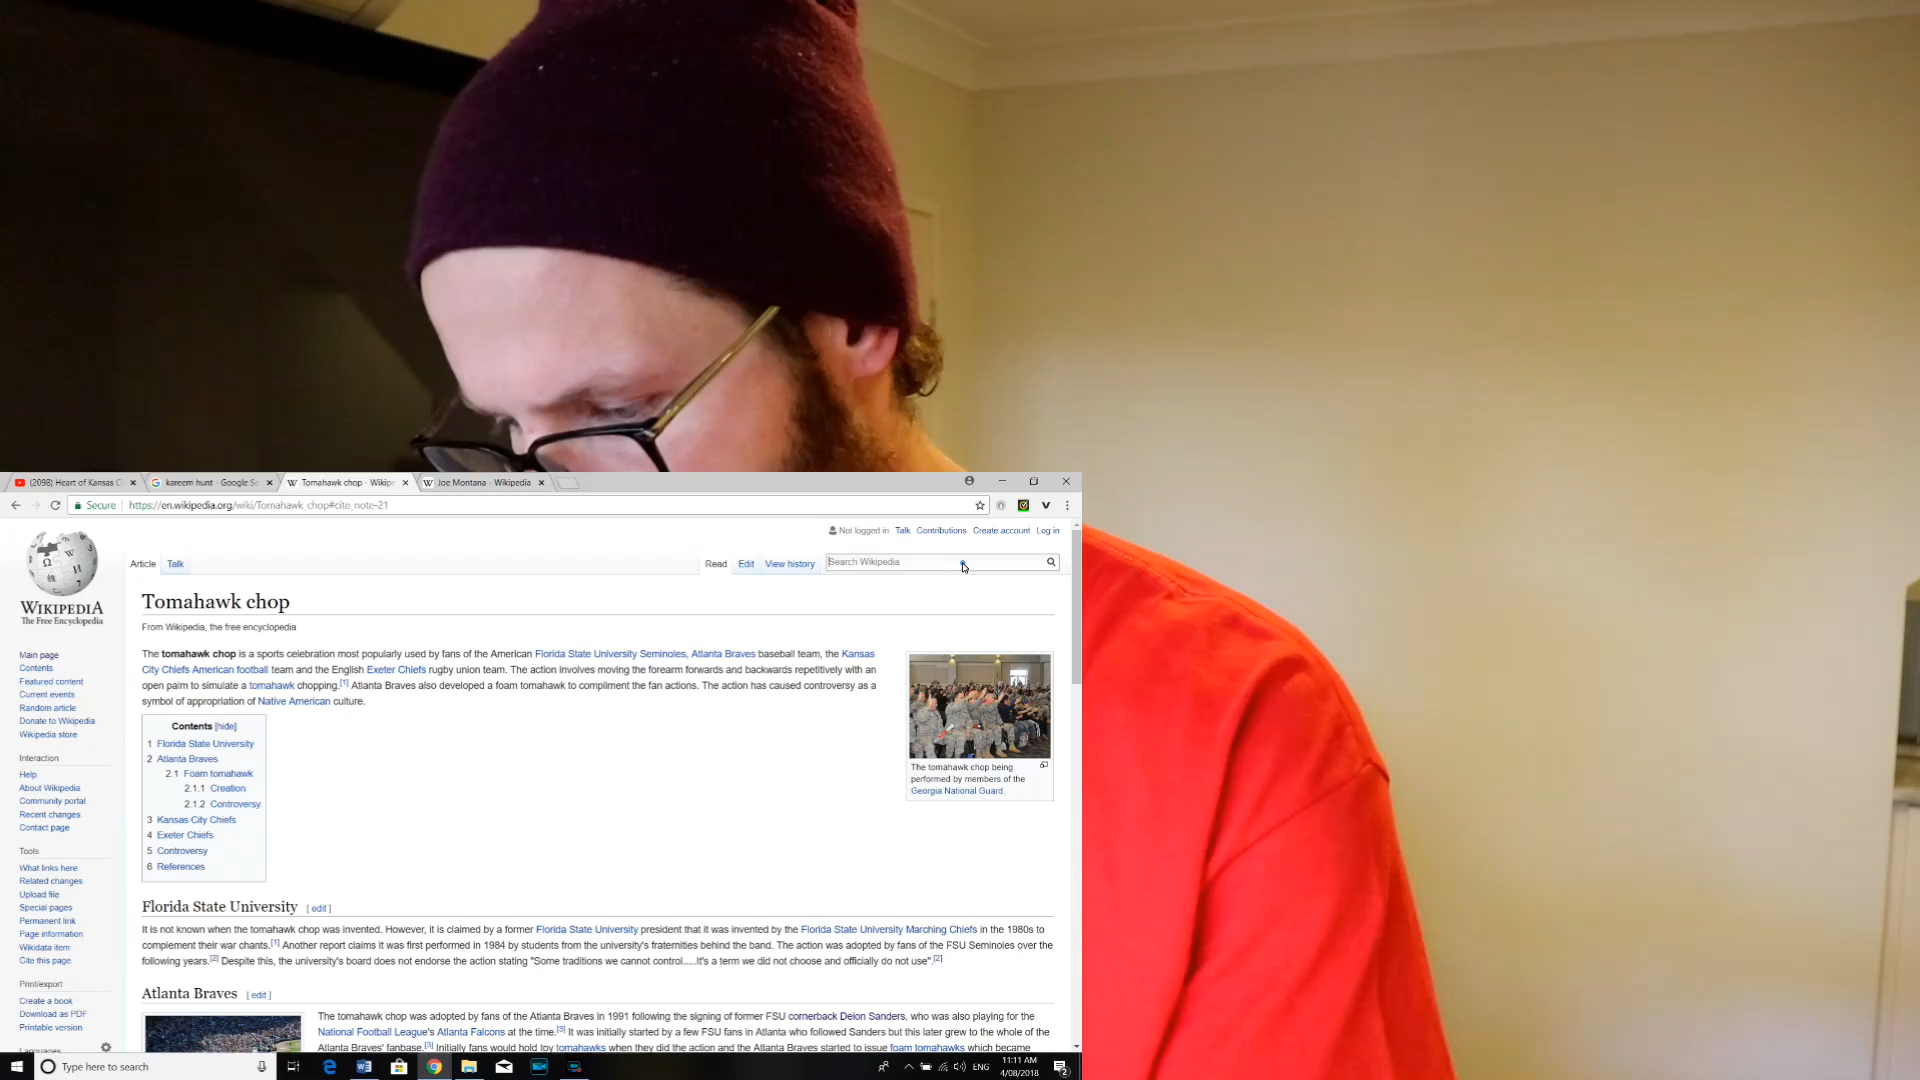 (2098) Heart of Kansas C
kareem hunt - Google Se
Tomahawk chop - Wikipe
Joe Montana - Wikipedia
Secure
https://en.wikipedia.org/wiki/Tomahawk_chop#cite_note-21
Not logged in Talk Contributions Create account Log in
Article Talk
Read Edit View history
Search Wikipedia
WIKIPEDIA
The Free Encyclopedia
Main page
Contents
Featured content
Current events
Random article
Donate to Wikipedia
Wikipedia store
Interaction
Help
About Wikipedia
Community portal
Recent changes
Contact page
Tools
What links here
Related changes
Upload file
Special pages
Permanent link
Page information
Wikidata item
Cite this page
Print/export
Create a book
Download as PDF
Printable version
Languages
Tomahawk chop
From Wikipedia, the free encyclopedia
The tomahawk chop is a sports celebration most popularly used by fans of the American Florida State University Seminoles, Atlanta Braves baseball team, the Kansas
City Chiefs American football team and the English Exeter Chiefs rugby union team. The action involves moving the forearm forwards and backwards repetitively with an
open palm to simulate a tomahawk chopping.[1] Atlanta Braves also developed a foam tomahawk to compliment the fan actions. The action has caused controversy as a
symbol of appropriation of Native American culture.
The tomahawk chop being
performed by members of the
Georgia National Guard.
Contents [hide]
1 Florida State University
2 Atlanta Braves
2.1 Foam tomahawk
2.1.1 Creation
2.1.2 Controversy
3 Kansas City Chiefs
4 Exeter Chiefs
5 Controversy
6 References
Florida State University [ edit ]
It is not known when the tomahawk chop was invented. However, it is claimed by a former Florida State University president that it was invented by the Florida State University Marching Chiefs in the 1980s to
complement their war chants.[1] Another report claims it was first performed in 1984 by students from the university's fraternities behind the band. The action was adopted by fans of the FSU Seminoles over the
following years.[2] Despite this, the university's board does not endorse the action stating "Some traditions we cannot control.....It's a term we did not choose and officially do not use".[2]
Atlanta Braves [ edit ]
The tomahawk chop was adopted by fans of the Atlanta Braves in 1991 following the signing of former FSU cornerback Deion Sanders, who was also playing for the
National Football League's Atlanta Falcons at the time.[3] It was initially started by a few FSU fans in Atlanta who followed Sanders but this later grew to the whole of the
Atlanta Braves' fanbase.[3] Initially fans would hold toy tomahawks when they did the action and the Atlanta Braves started to issue foam tomahawks which became
Type here to search
ENG
11:11 AM
4/08/2018
2